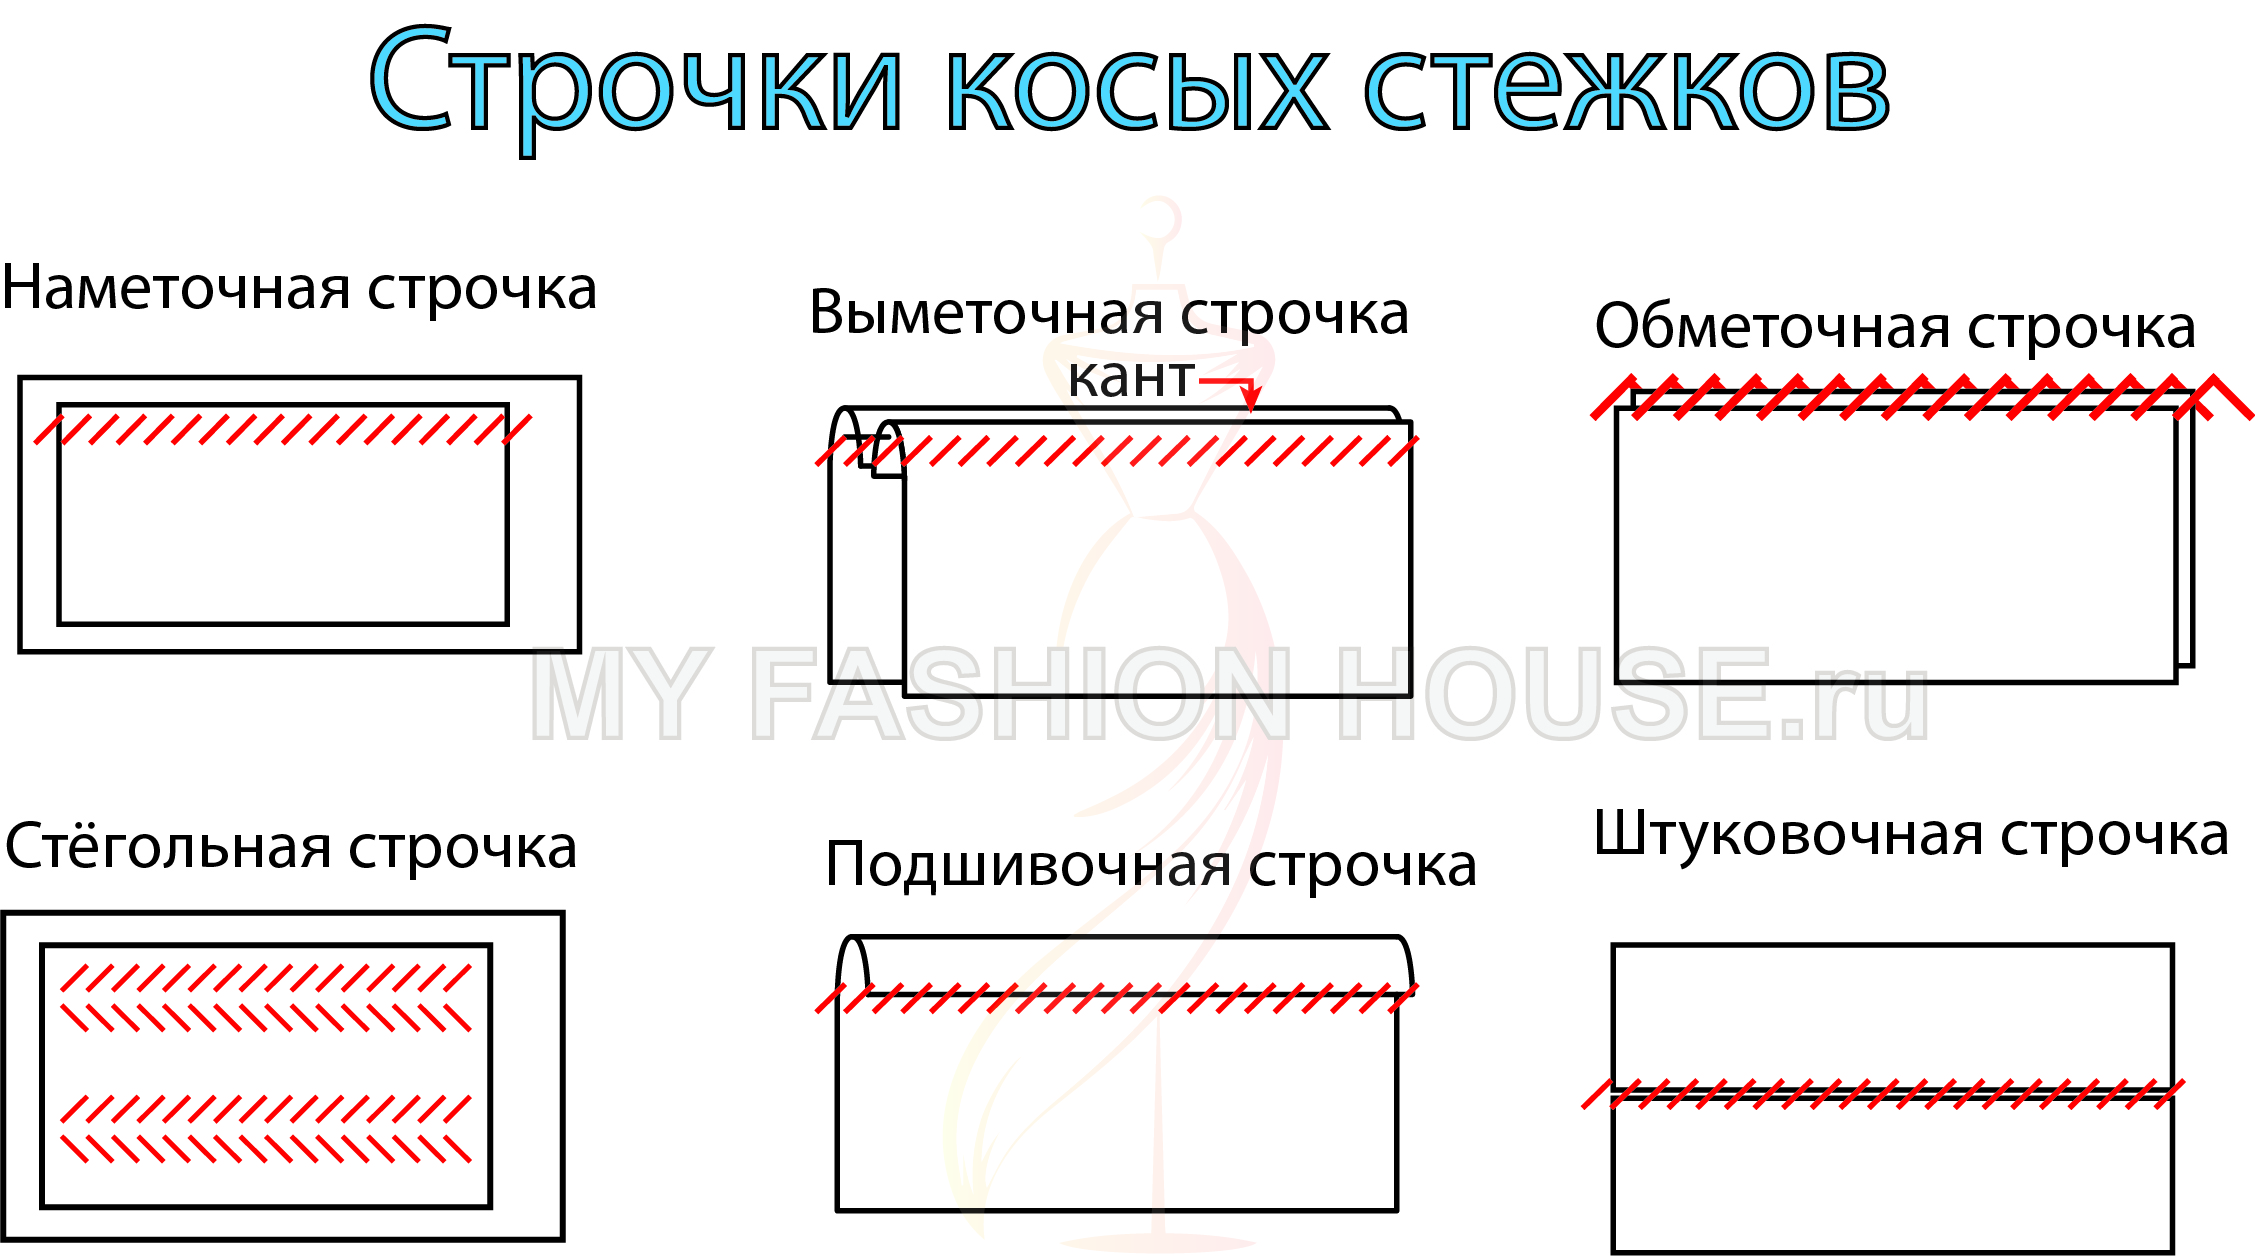 Строчки косых стежков
Наметочная строчка
Выметочная строчка
кант
Обметочная строчка
MY FASHION HOUSE.ru
Стёгольная строчка
Подшивочная строчка
Штуковочная строчка